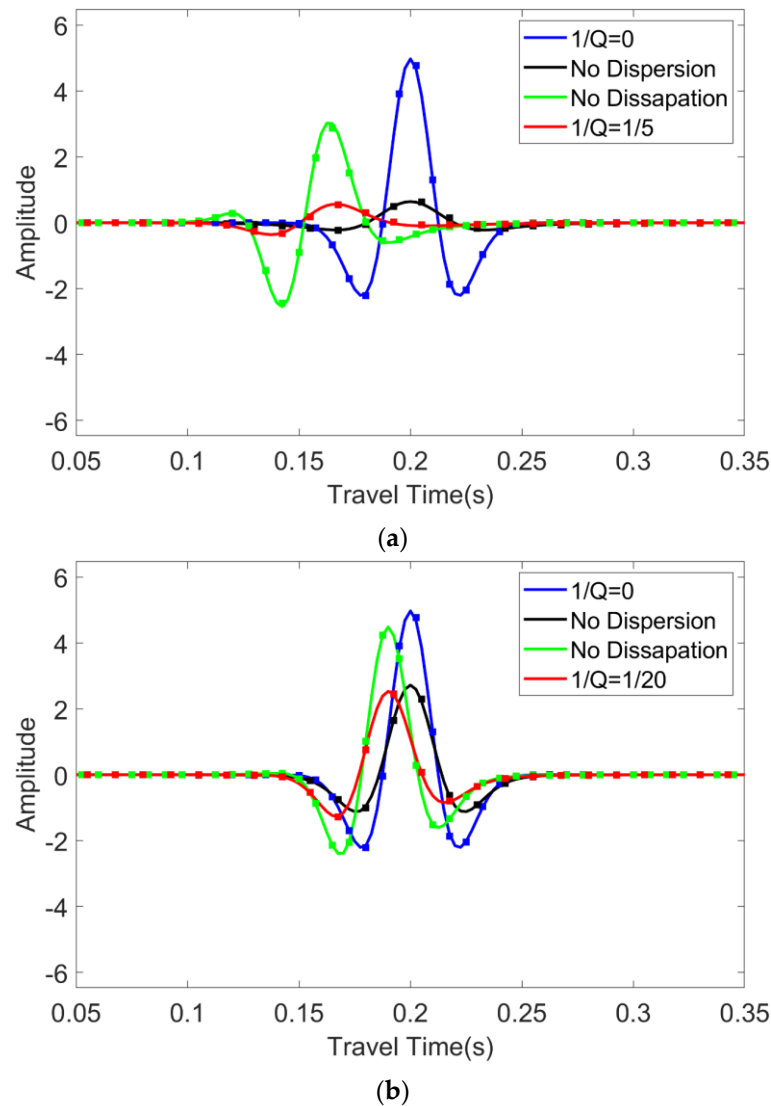 6
4
2
0
-2
-4
-6
Amplitude
1/Q=0
No Dispersion
No Dissapation
1/Q=1/5
0.05 0.1 0.15 0.2 0.25 0.3 0.35
Travel Time(s)
(a)
6
4
2
0
-2
-4
-6
Amplitude
1/Q=0
No Dispersion
No Dissapation
1/Q=1/20
0.05 0.1 0.15 0.2 0.25 0.3 0.35
Travel Time(s)
(b)